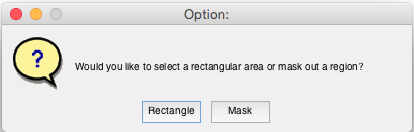 Option:
?
Would you like to select a rectangular area or mask out a region?
Rectangle Mask